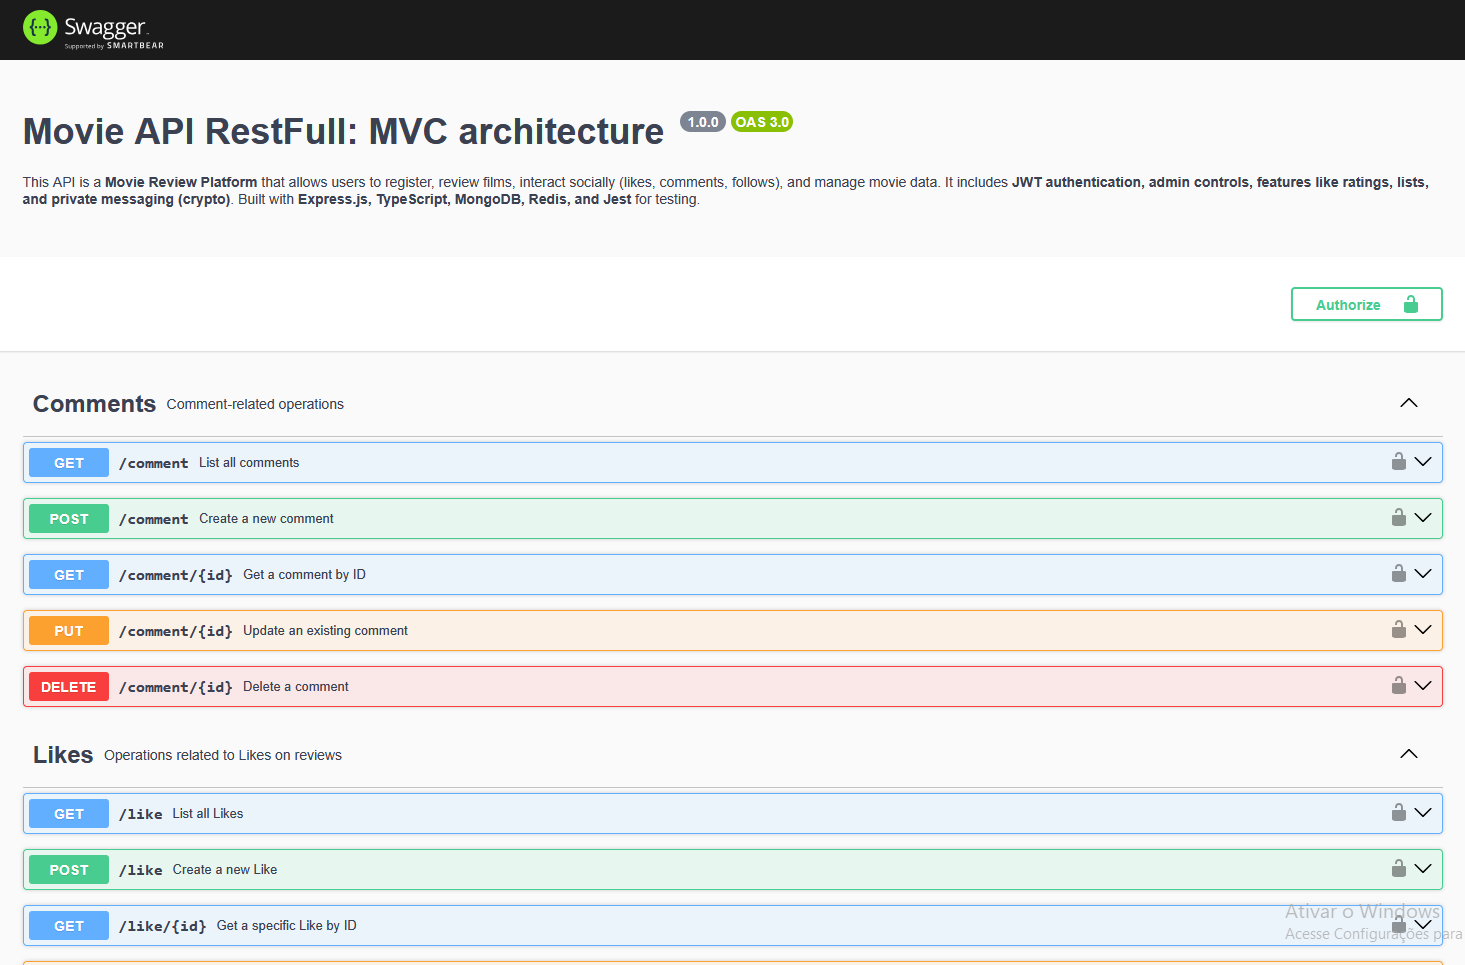 {...} Swagger
Supported by SMARTBEAR
Movie API RestFull: MVC architecture 1.0.0 OAS 3.0
This API is a Movie Review Platform that allows users to register, review films, interact socially (likes, comments, follows), and manage movie data. It includes JWT authentication, admin controls, features like ratings, lists,
and private messaging (crypto). Built with Express.js, TypeScript, MongoDB, Redis, and Jest for testing.
Authorize
Comments Comment-related operations
GET /comment List all comments
POST /comment Create a new comment
GET /comment/{id} Get a comment by ID
PUT /comment/{id} Update an existing comment
DELETE /comment/{id} Delete a comment
Likes Operations related to Likes on reviews
GET /like List all Likes
POST /like Create a new Like
GET /like/{id} Get a specific Like by ID
Ativar o Windows
Acesse Configurações para